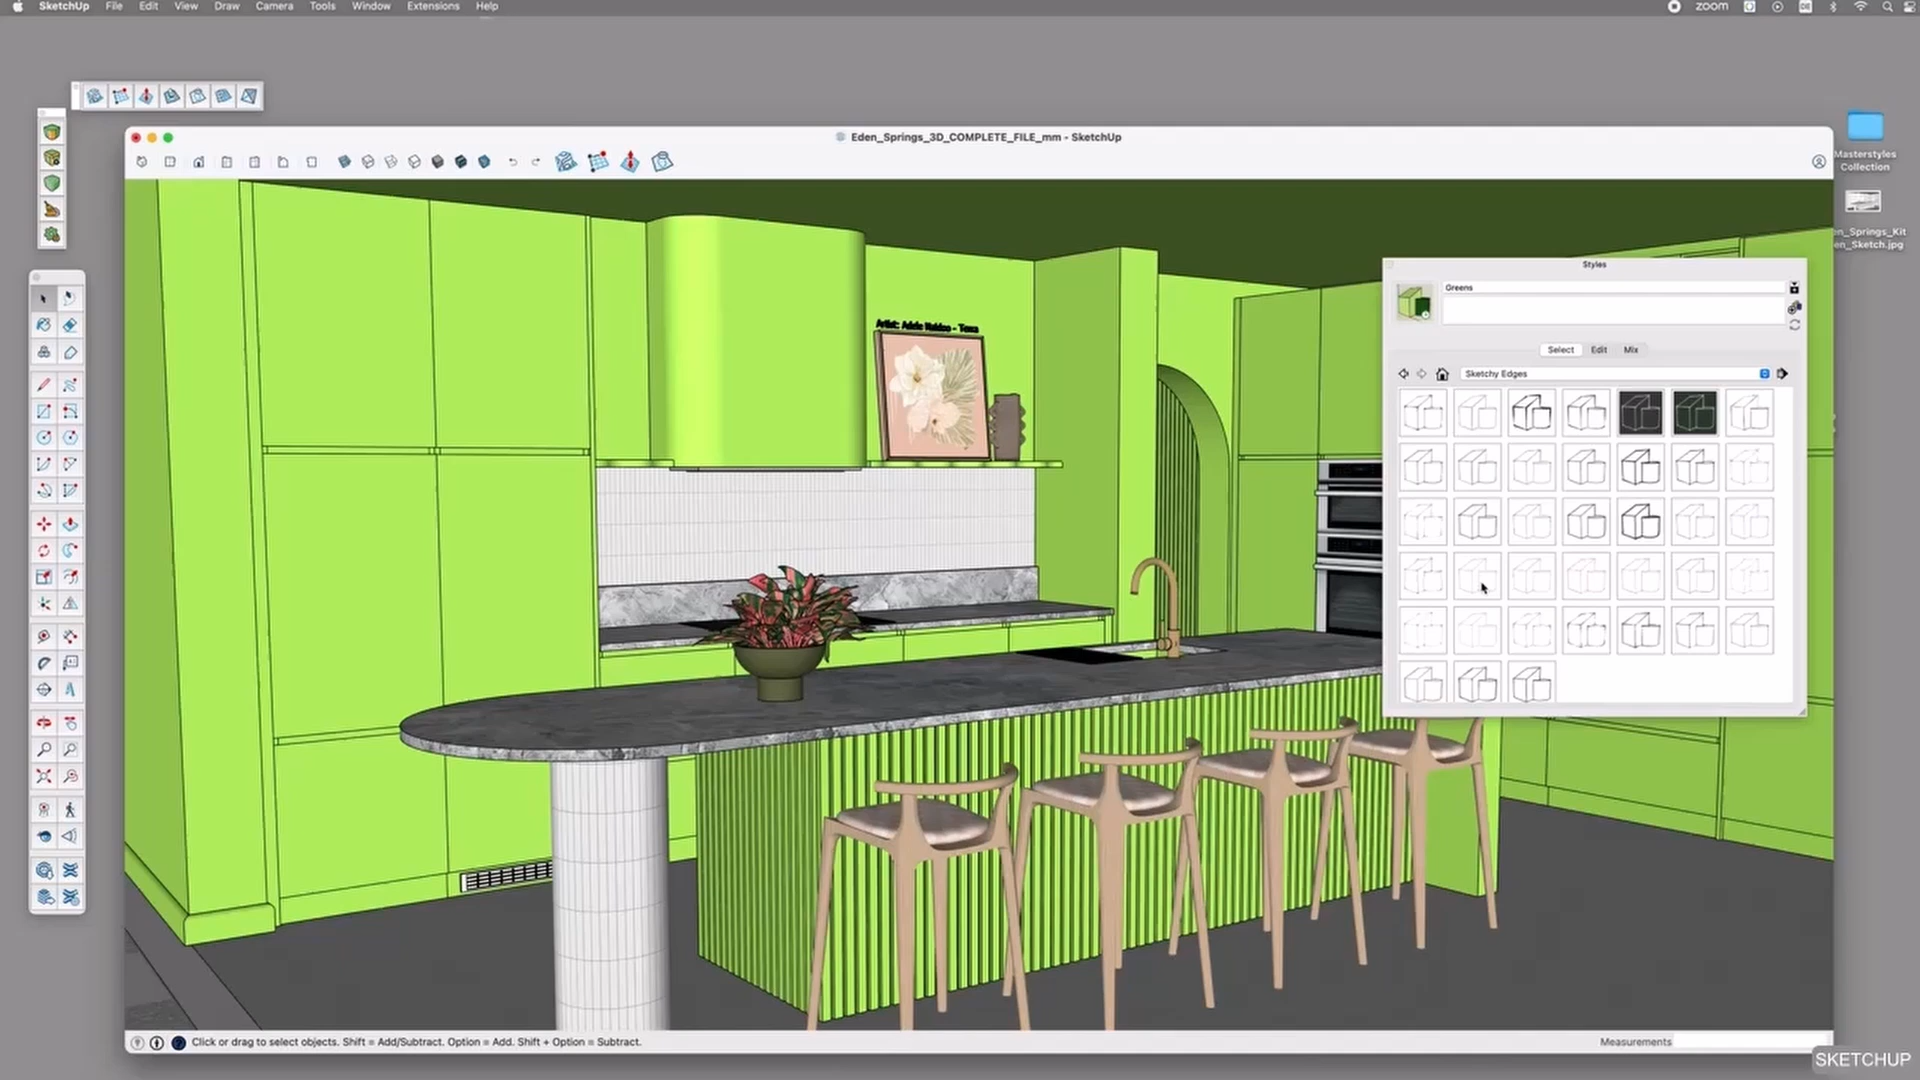 SketchUp File Edit View Draw Camera Tools Window Extensions Help
zoom
Eden_Springs_3D_COMPLETE_FILE_mm - SketchUp
Masterstyles
Collection
en_Springs_Kit
en_Sketch.jpg
Styles
Greens
Select Edit Mix
Sketchy Edges
Click or drag to select objects. Shift = Add/Subtract. Option = Add. Shift + Option = Subtract.
Measurements
SKETCHUP